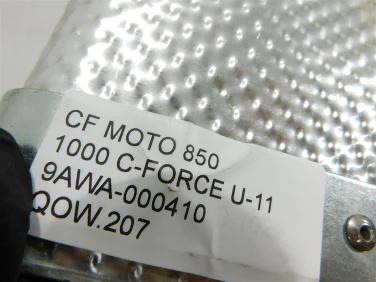 CF MOTO 850
1000 C-FORCE U-11
9AWA-000410
QOW.207